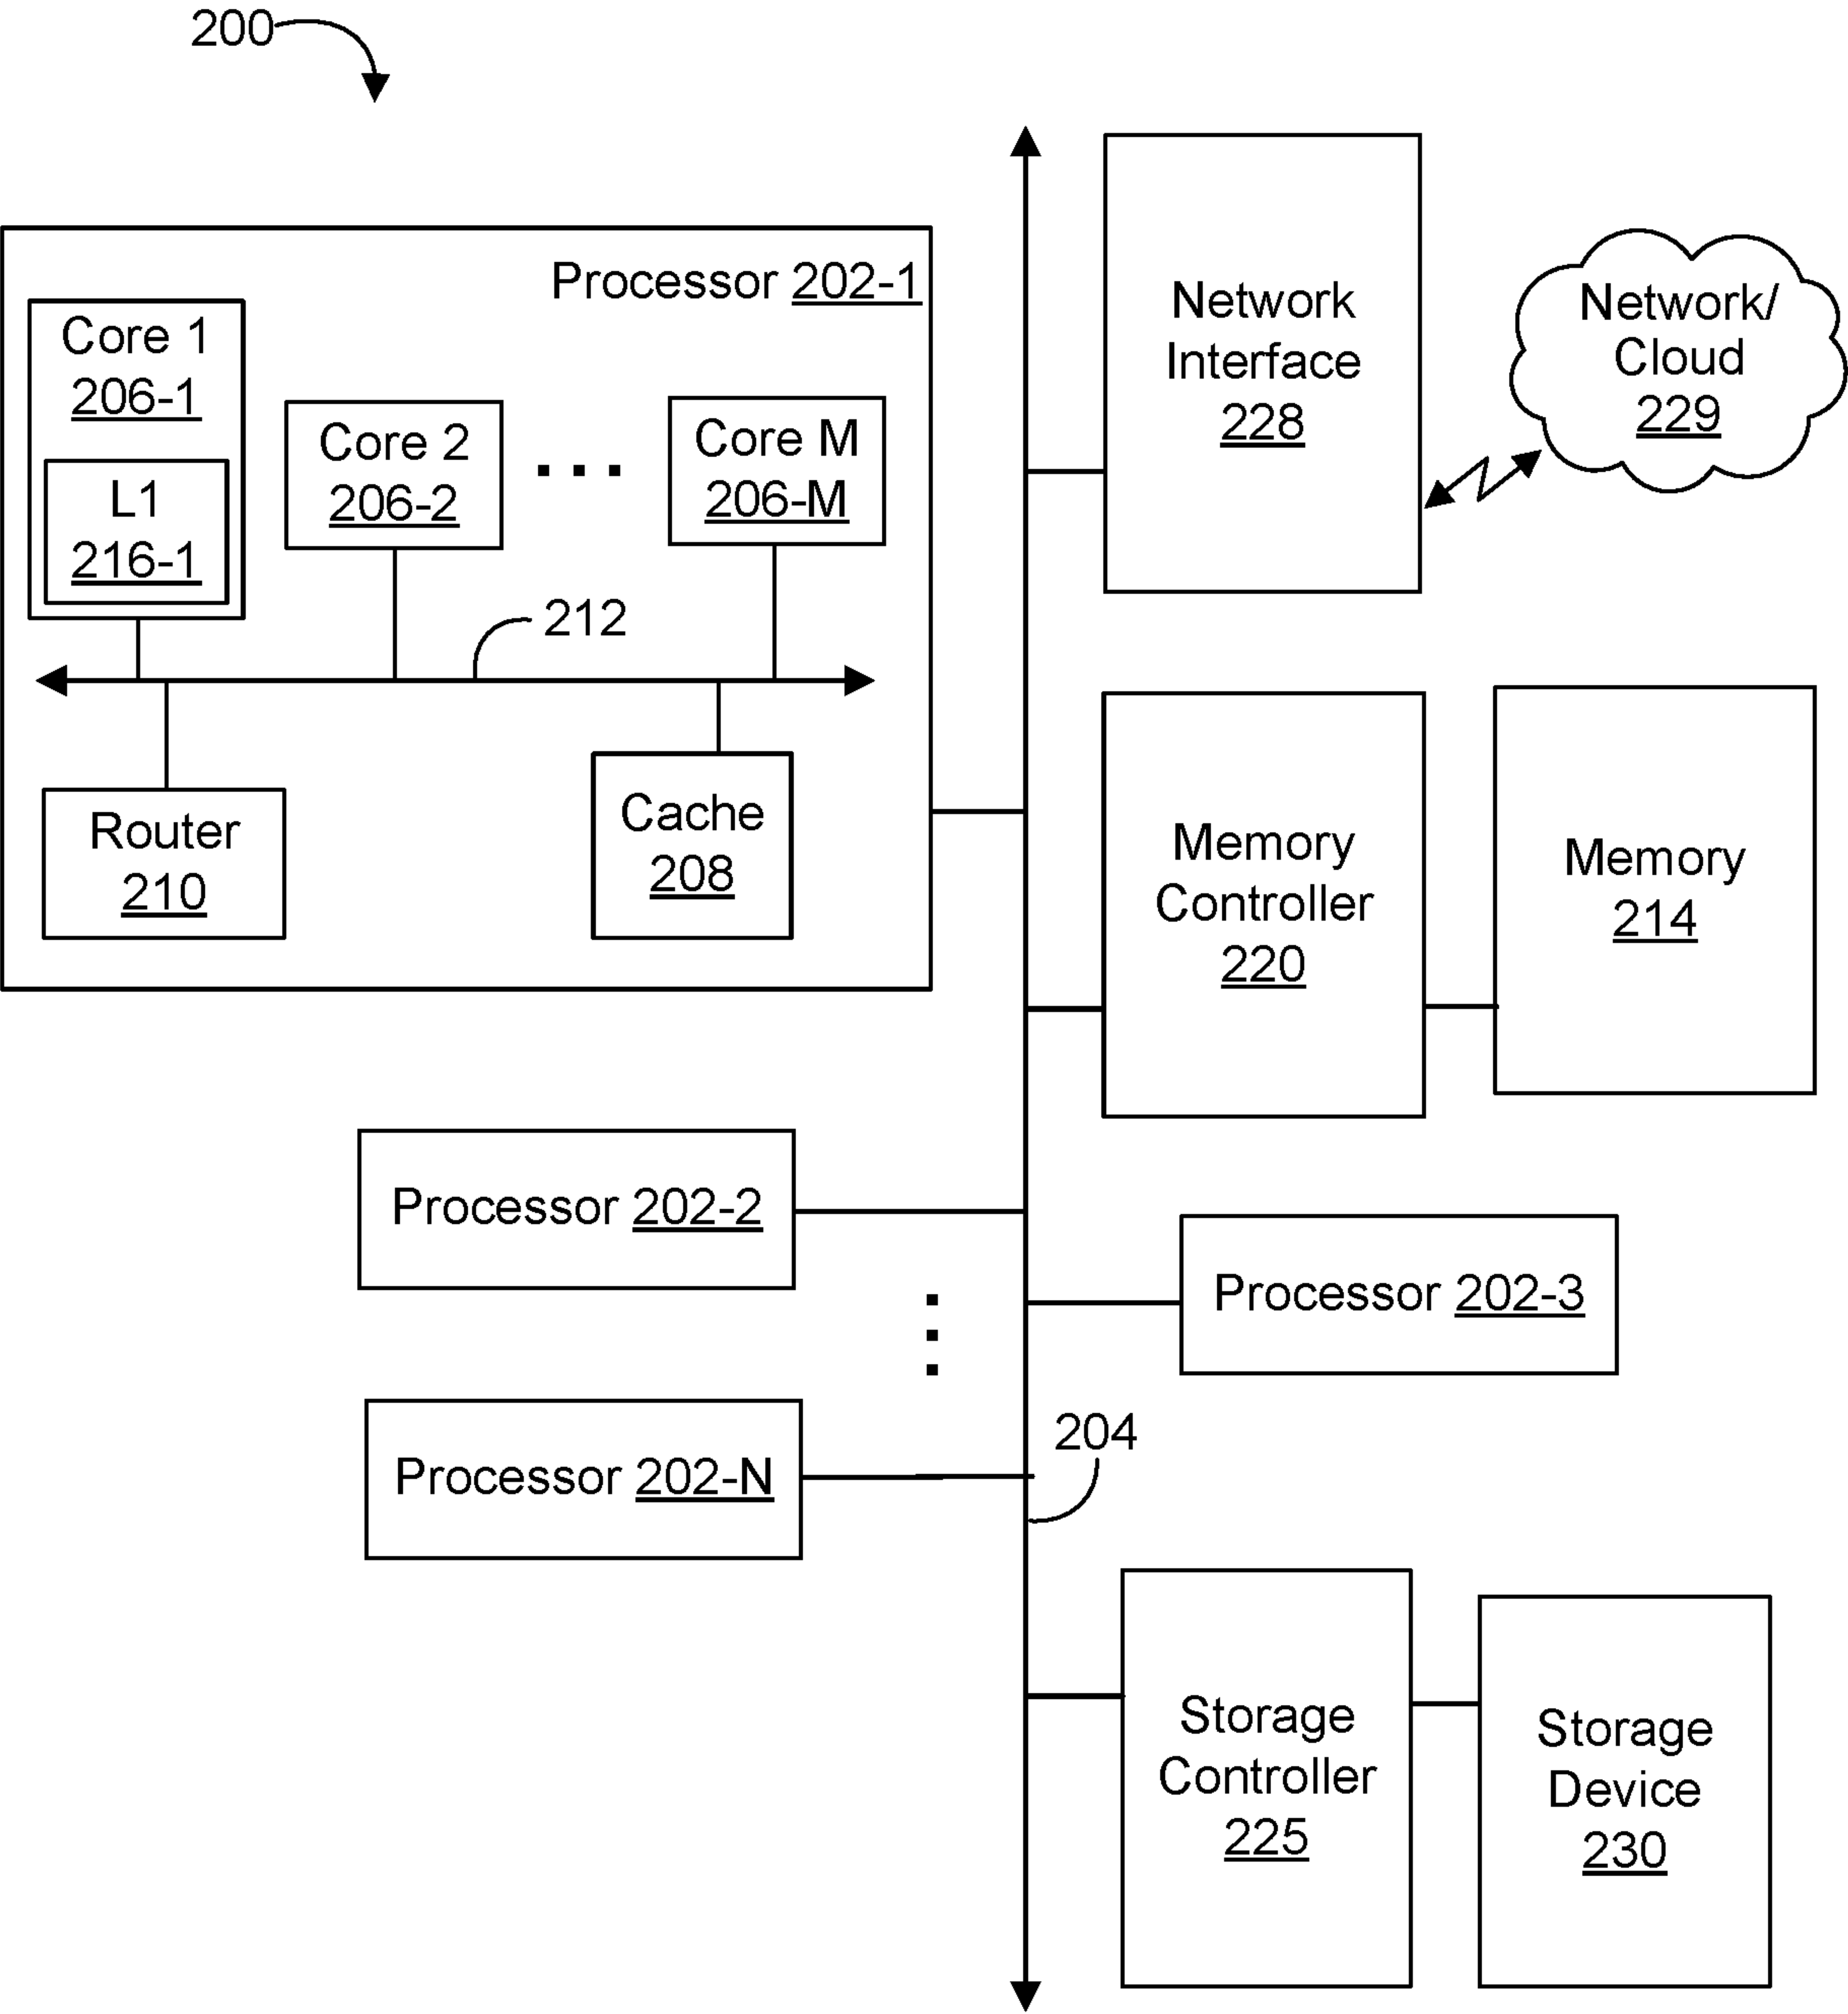 200
Processor 202-1
Core 1
206-1
L1
216-1
Core 2
206-2
Core M
206-M
212
Router
210
Cache
208
Network
Interface
228
Network/
Cloud
229
Memory
Controller
220
Memory
214
Processor 202-2
Processor 202-3
Processor 202-N
204
Storage
Controller
225
Storage
Device
230